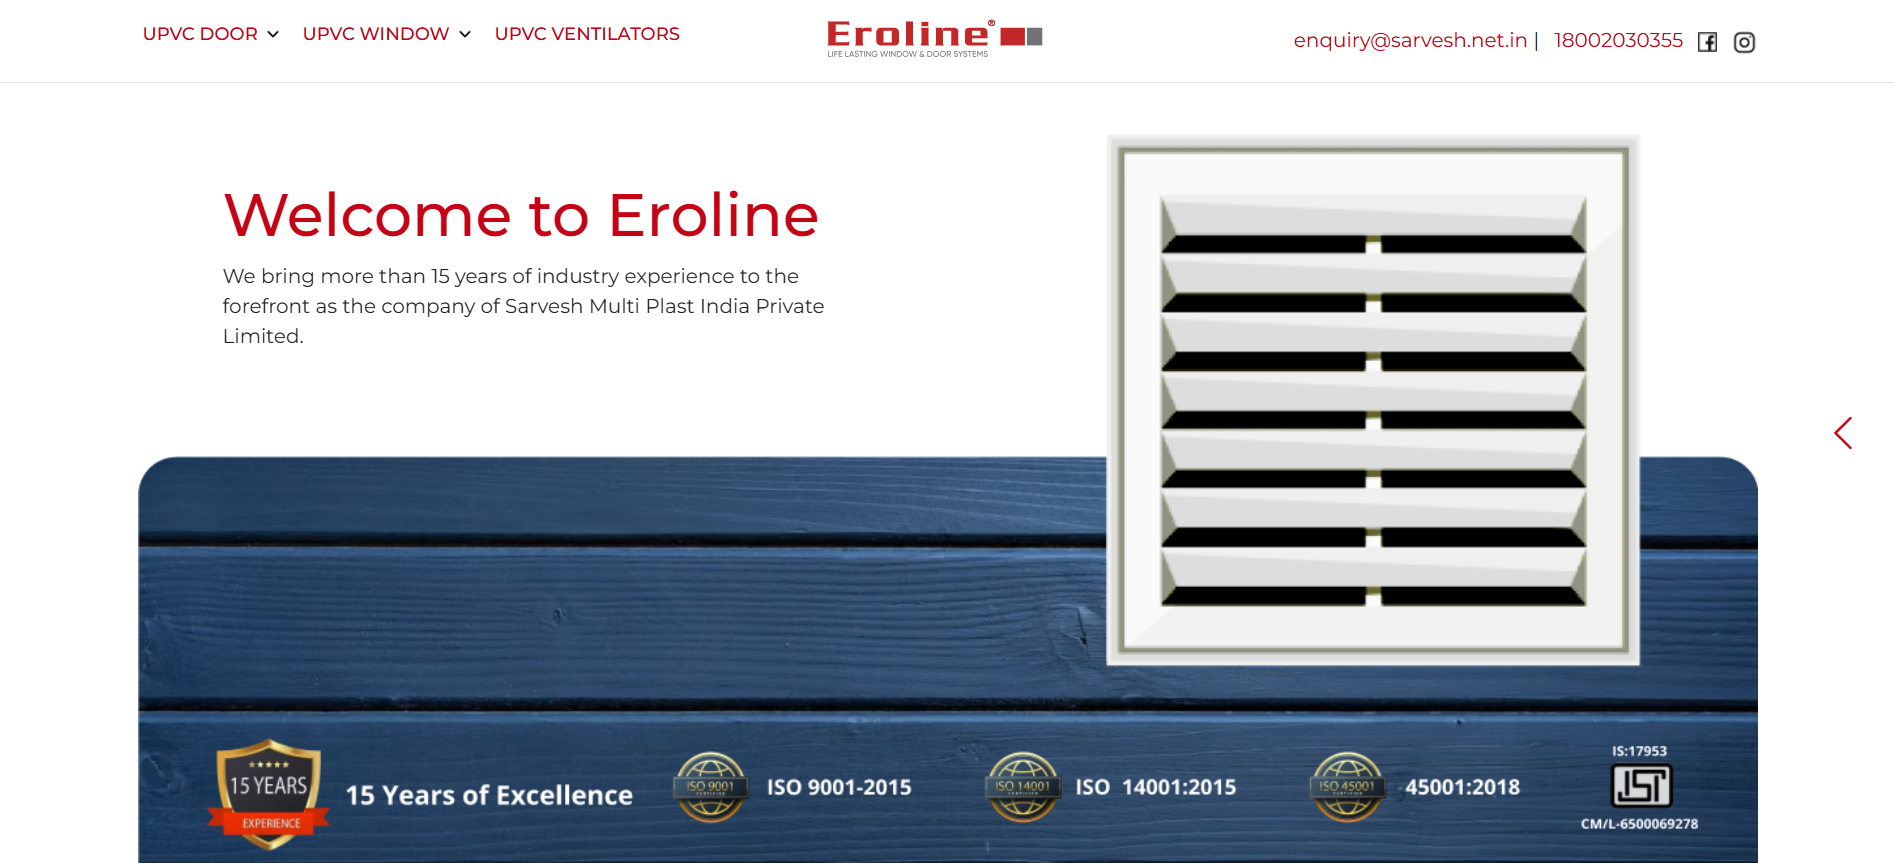 UPVC DOOR
UPVC WINDOW
UPVC VENTILATORS
Eroline®
LIFE LASTING WINDOW & DOOR SYSTEMS
enquiry@sarvesh.net.in | 18002030355
Welcome to Eroline
We bring more than 15 years of industry experience to the
forefront as the company of Sarvesh Multi Plast India Private
Limited.
15 YEARS
EXPERIENCE
15 Years of Excellence
ISO 9001
CERTIFIED
ISO 9001-2015
ISO 14001
CERTIFIED
ISO 14001:2015
ISO 45001
CERTIFIED
45001:2018
IS:17953
CM/L-6500069278